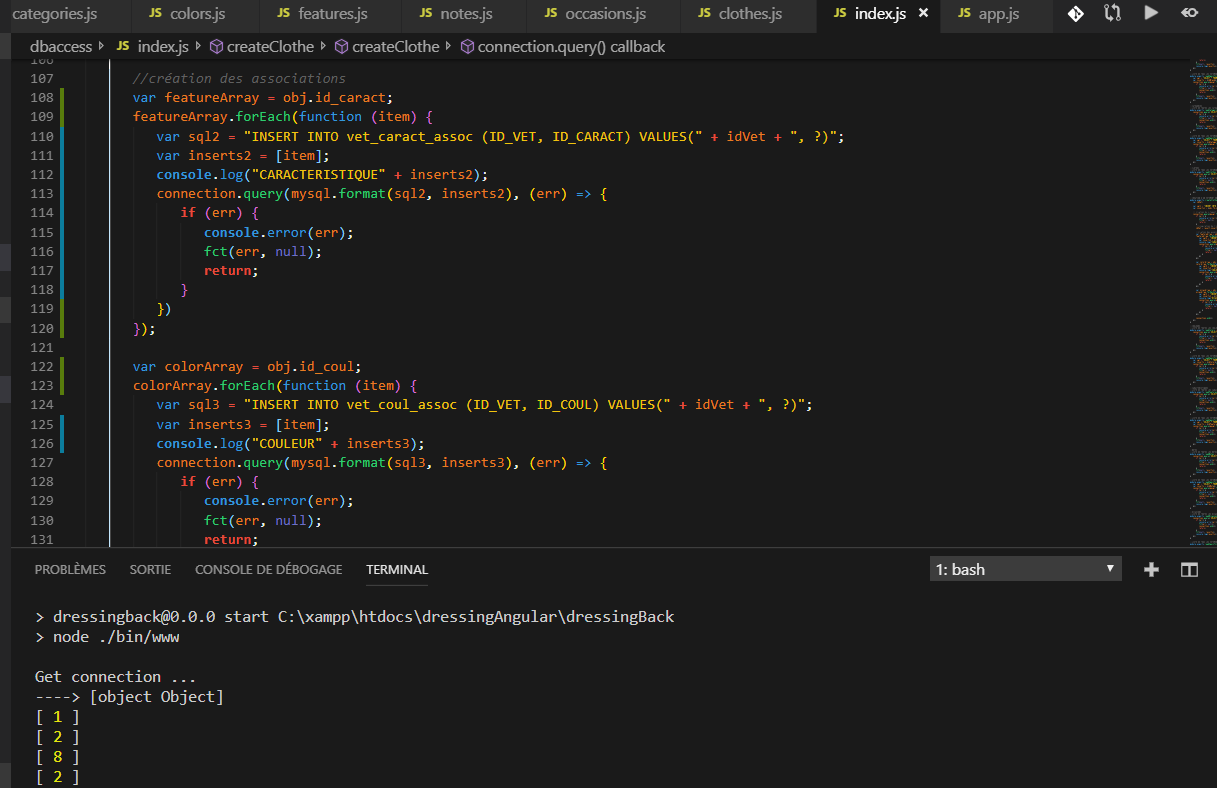 categories.js JS colors.js JS features.js JS notes.js JS occasions.js JS clothes.js JS index.js × JS app.js
dbaccess JS index.js createClothe createClothe connection.query() callback
106
107 //création des associations
108 var featureArray = obj.id_caract;
109 featureArray.forEach(function (item) {
110 var sql2 = "INSERT INTO vet_caract_assoc (ID_VET, ID_CARACT) VALUES(" + idVet + ", ?)";
111 var inserts2 = [item];
112 console.log("CARACTERISTIQUE" + inserts2);
113 connection.query(mysql.format(sql2, inserts2), (err) => {
114 if (err) {
115 console.error(err);
116 fct(err, null);
117 return;
118 }
119 })
120 });
121
122 var colorArray = obj.id_coul;
123 colorArray.forEach(function (item) {
124 var sql3 = "INSERT INTO vet_coul_assoc (ID_VET, ID_COUL) VALUES(" + idVet + ", ?)";
125 var inserts3 = [item];
126 console.log("COULEUR" + inserts3);
127 connection.query(mysql.format(sql3, inserts3), (err) => {
128 if (err) {
129 console.error(err);
130 fct(err, null);
131 return;
PROBLÈMES SORTIE CONSOLE DE DÉBOGAGE TERMINAL 1: bash
> dressingback@0.0.0 start C:\xampp\htdocs\dressingAngular\dressingBack
> node ./bin/www
Get connection ...
----> [object Object]
[ 1 ]
[ 2 ]
[ 8 ]
[ 2 ]